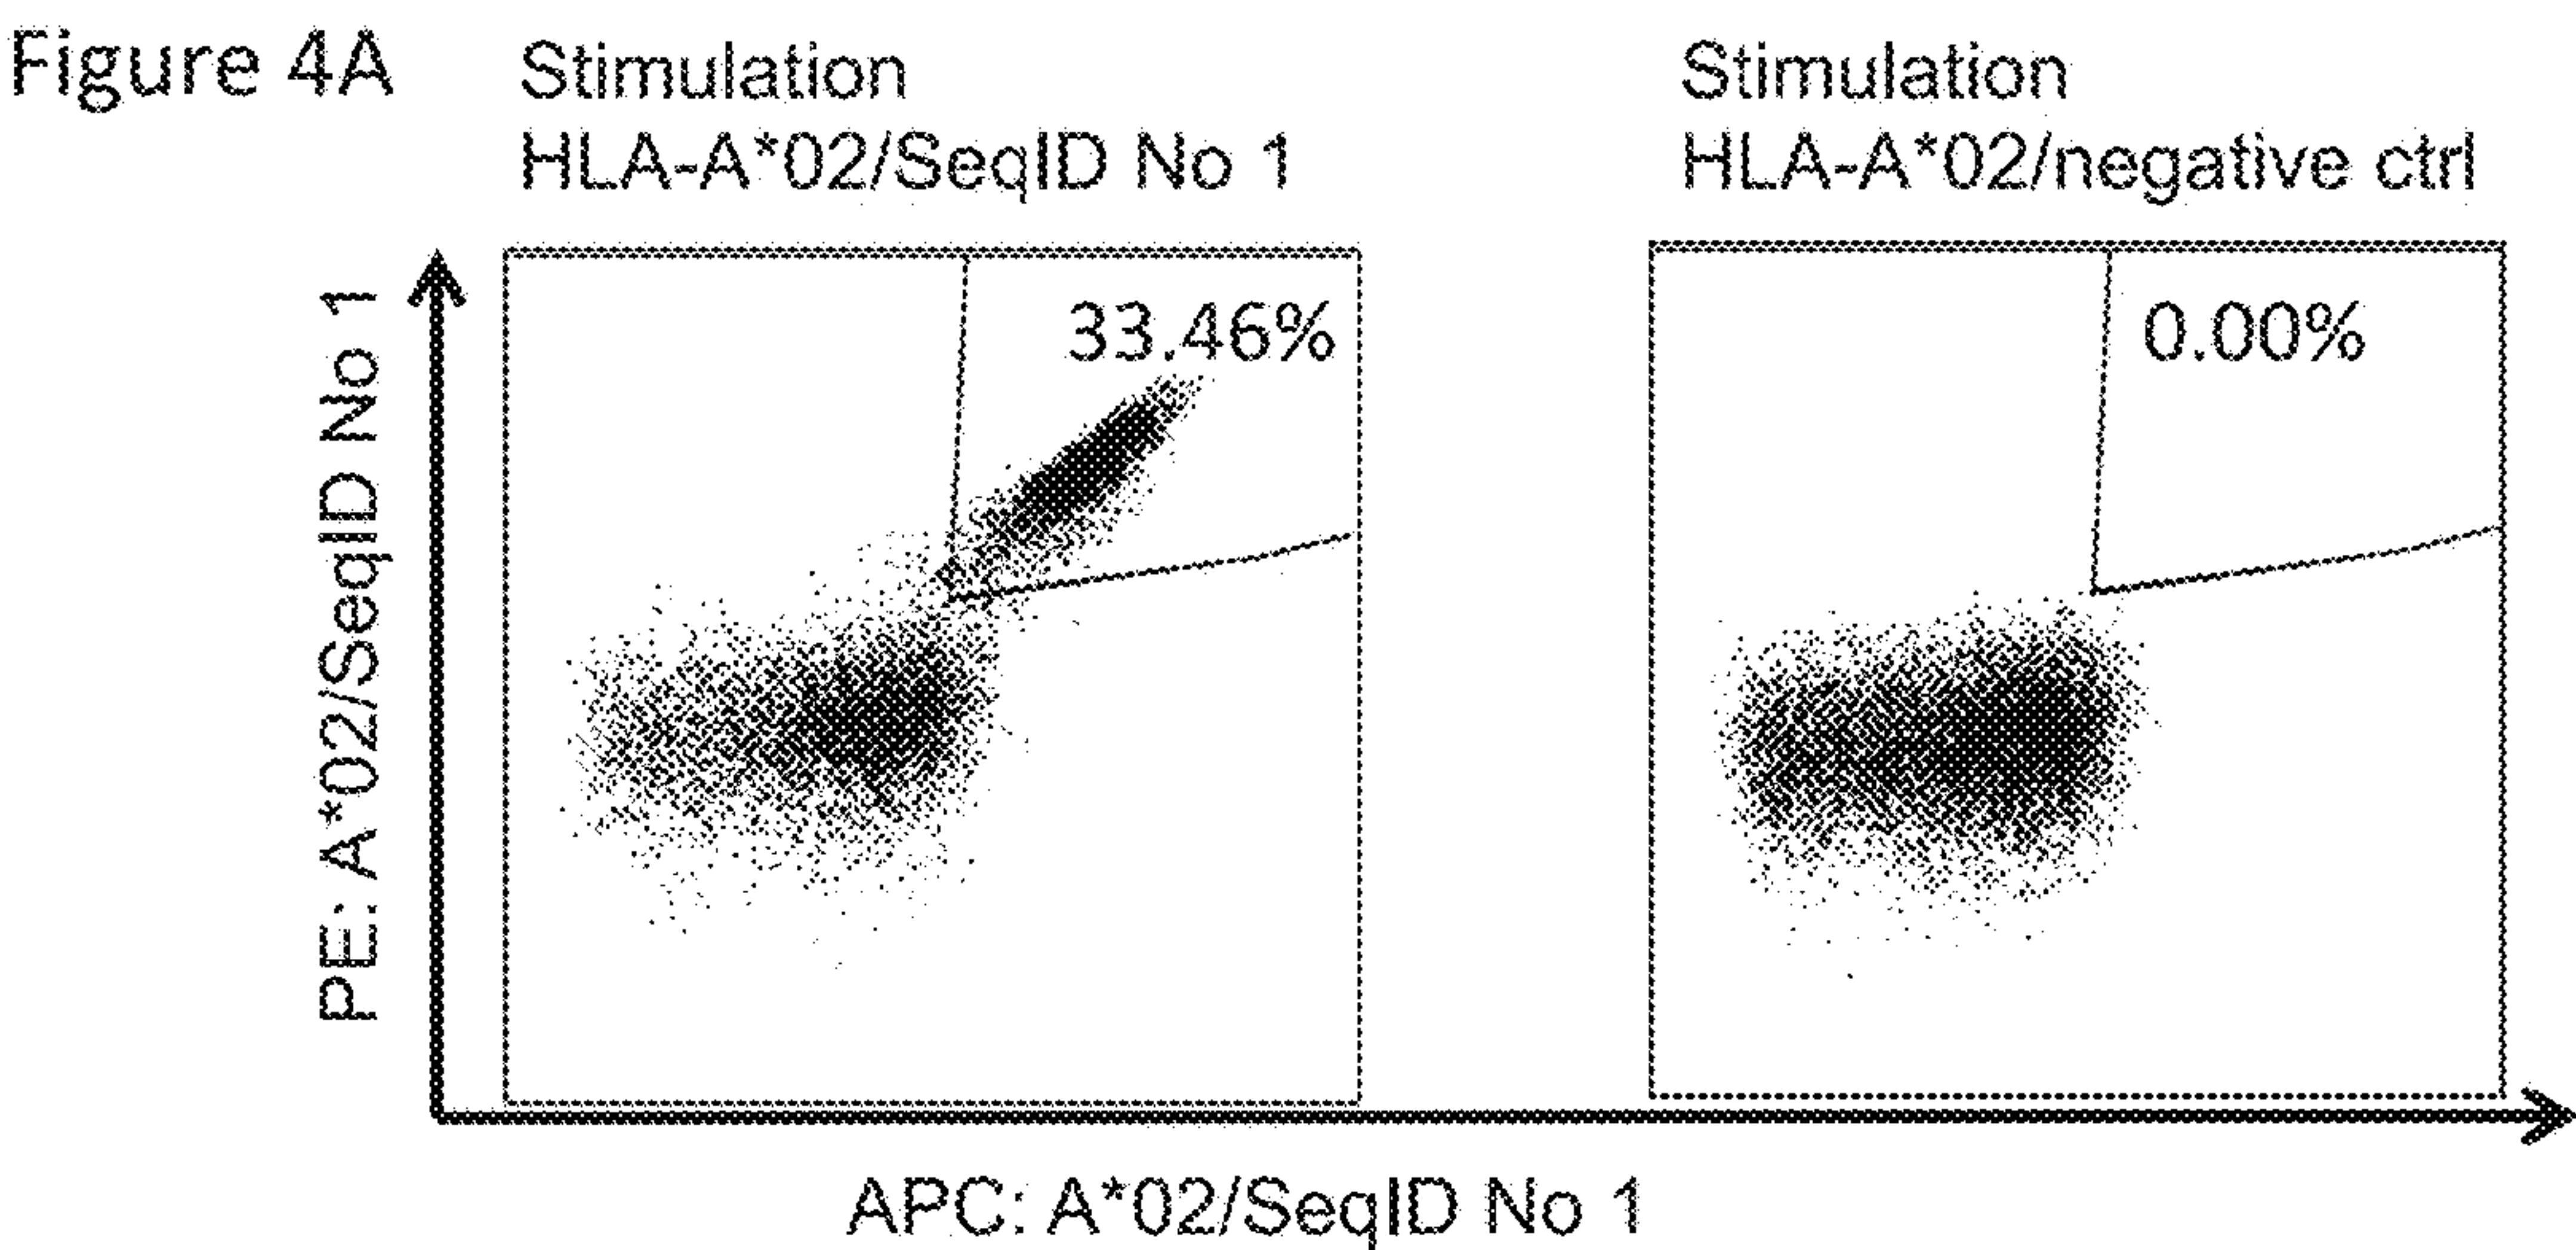 Figure 4A
Stimulation
HLA-A*02/SeqID No 1
Stimulation
HLA-A*02/negative ctrl
PE: A*02/SeqID No 1
33.46%
0.00%
APC: A*02/SeqID No 1